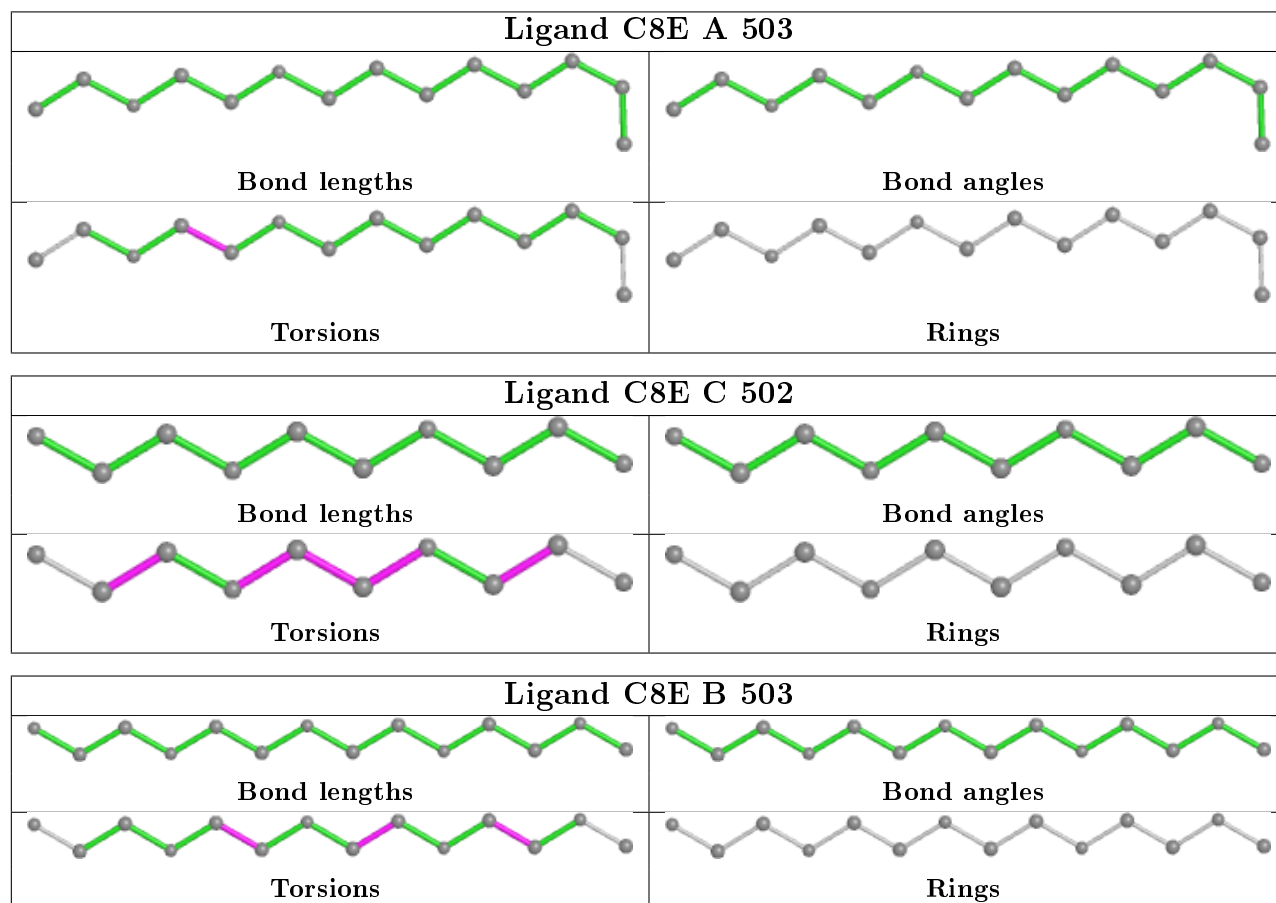 Ligand C8E A 503
Bond lengths Bond angles
Torsions Rings
Ligand C8E C 502
Bond lengths Bond angles
Torsions Rings
Ligand C8E B 503
Bond lengths Bond angles
Torsions Rings